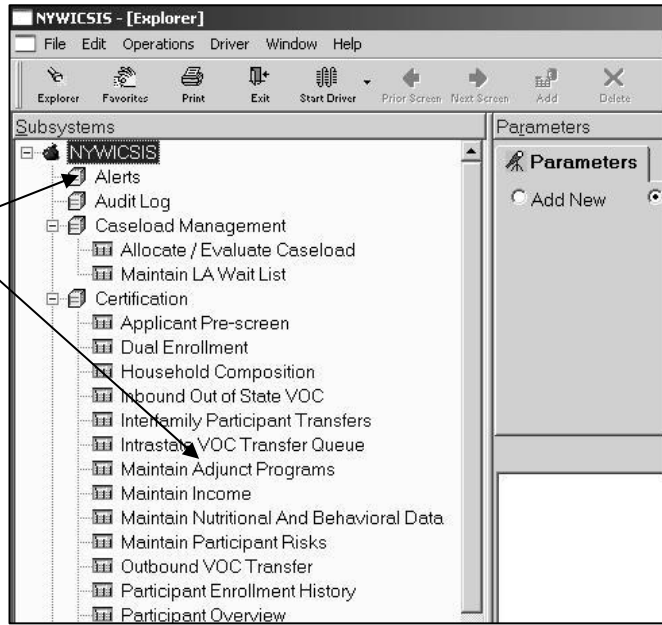 NYWICSIS - [Explorer]
File Edit Operations Driver Window Help
Explorer Favorites Print Exit Start Driver Prior Screen Next Screen Add Delete
Subsystems
Parameters
NYWICSIS
Alerts
Audit Log
Caseload Management
Allocate / Evaluate Caseload
Maintain LA Wait List
Certification
Applicant Pre-screen
Dual Enrollment
Household Composition
Inbound Out of State VOC
Interfamily Participant Transfers
Intrastate VOC Transfer Queue
Maintain Adjunct Programs
Maintain Income
Maintain Nutritional And Behavioral Data
Maintain Participant Risks
Outbound VOC Transfer
Participant Enrollment History
Participant Overview
Parameters
Add New